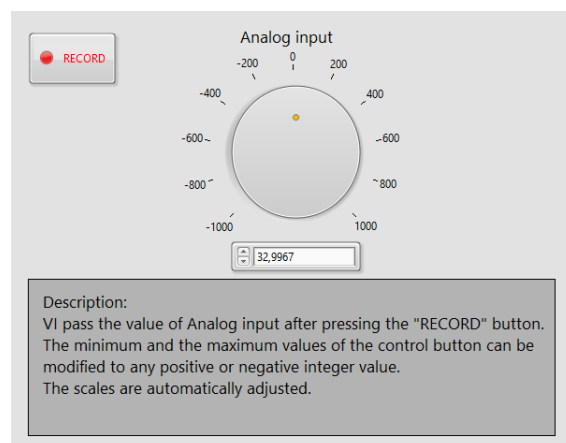 Analog input
RECORD
-200 0 200
-400 400
-600 600
-800 800
-1000 1000
32,9967
Description:
VI pass the value of Analog input after pressing the "RECORD" button.
The minimum and the maximum values of the control button can be
modified to any positive or negative integer value.
The scales are automatically adjusted.